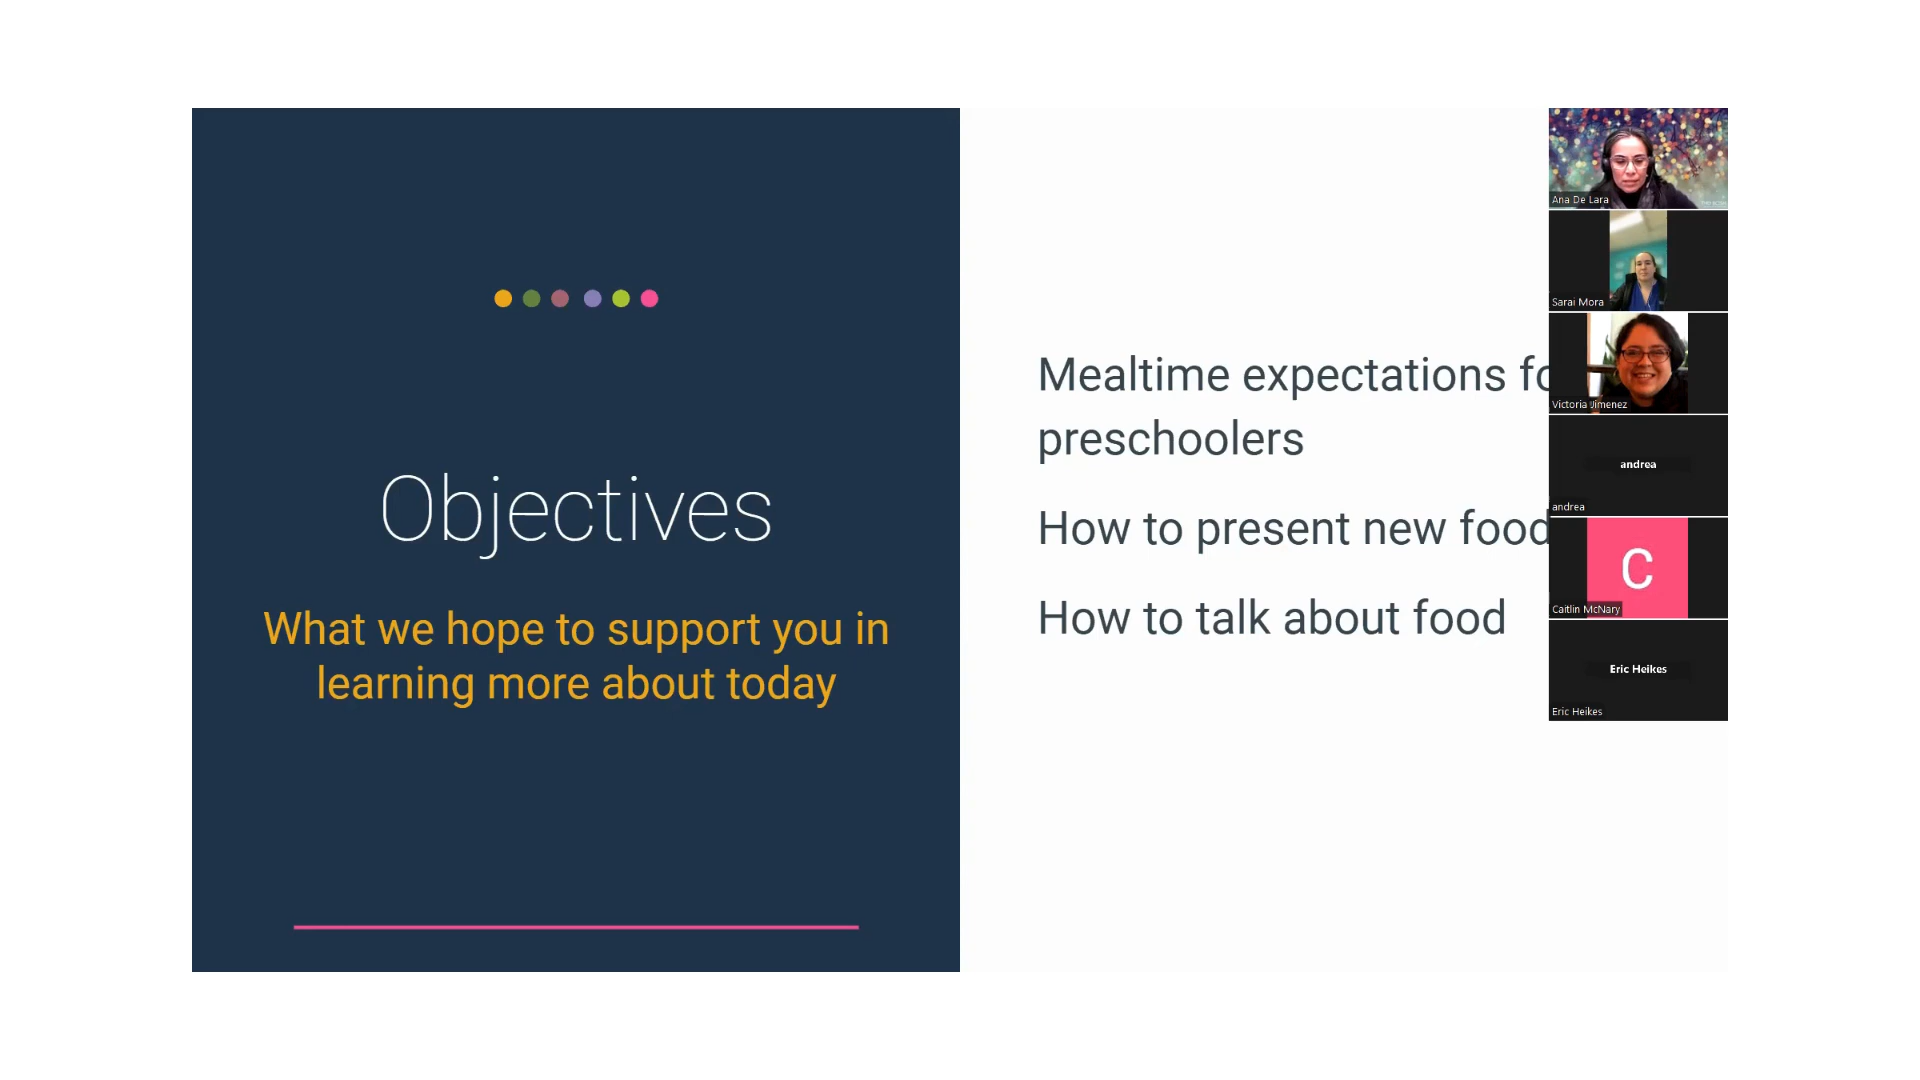 Objectives
What we hope to support you in
learning more about today
Mealtime expectations fo
preschoolers
How to present new food
How to talk about food
Ana De Lara
Sarai Mora
Victoria Jimenez
andrea
andrea
C
Caitlin McNary
Eric Heikes
Eric Heikes